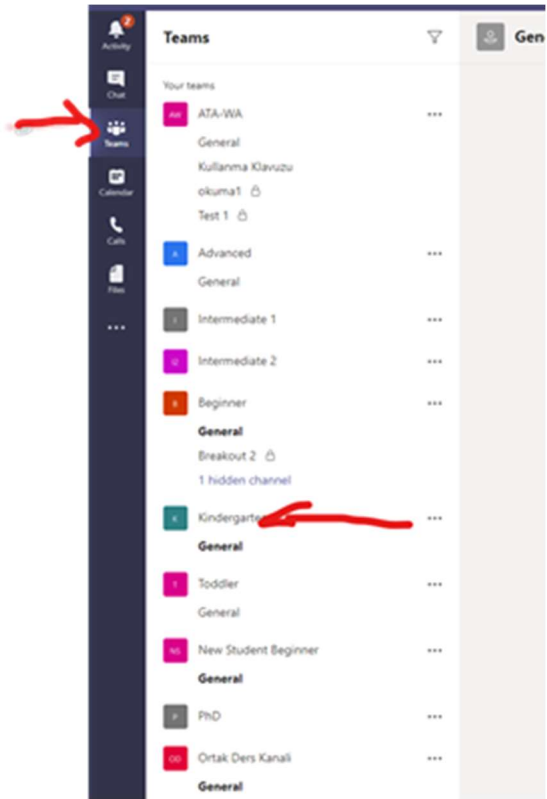 2
Activity
Chat
Teams
Calendar
Calls
Files
Teams
Your teams
AW ATA-WA
General
Kullanma Klavuzu
okuma1
Test 1
A Advanced
General
I Intermediate 1
I2 Intermediate 2
B Beginner
General
Breakout 2
1 hidden channel
K Kindergarte
General
T Toddler
General
NS New Student Beginner
General
P PhD
OD Ortak Ders Kanali
General
Gen